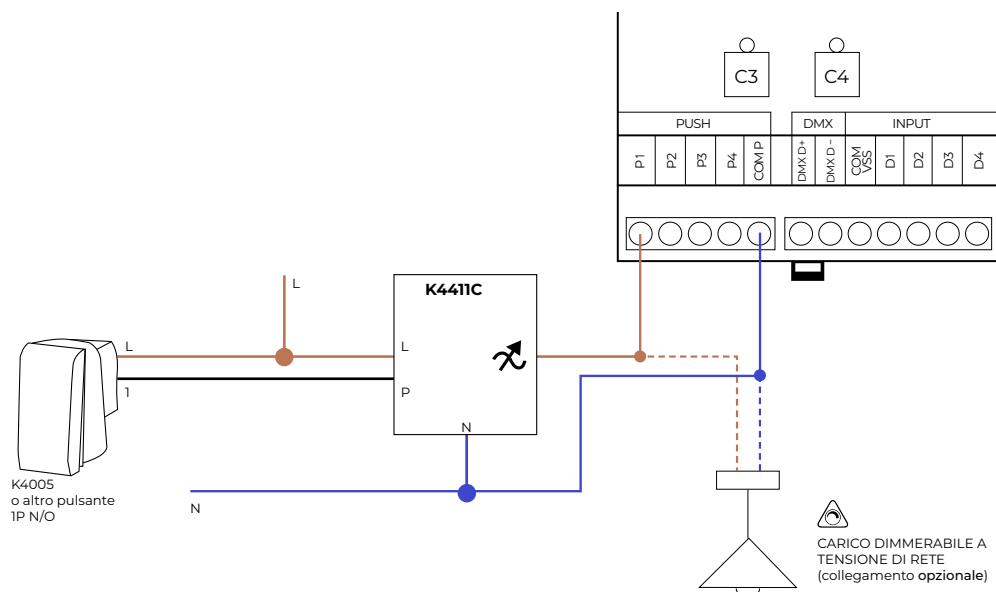 C3
C4
PUSH
DMX
INPUT
P1
P2
P3
P4
COM P
DMX D+
DMX D -
COM
VSS
D1
D2
D3
D4
L
K4411C
L
L
1
P
N
K4005
o altro pulsante
1P N/O
N
CARICO DIMMERABILE A
TENSIONE DI RETE
(collegamento opzionale)